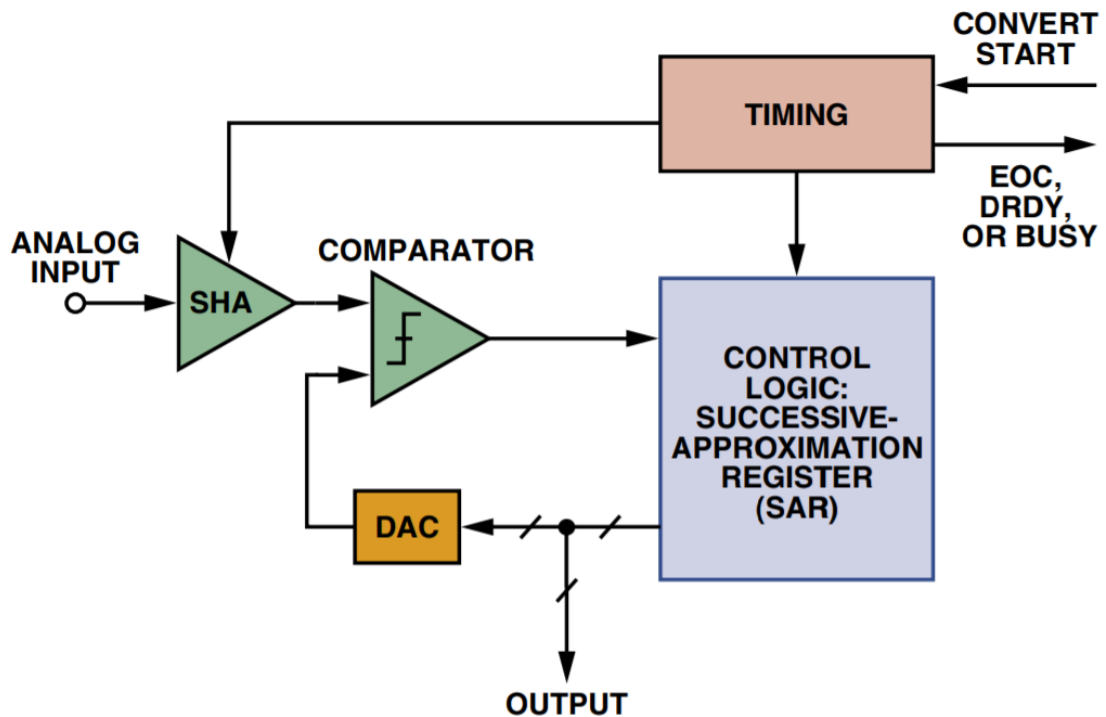 CONVERT
START
TIMING
EOC,
DRDY,
OR BUSY
ANALOG
INPUT
SHA
COMPARATOR
CONTROL
LOGIC:
SUCCESSIVE-
APPROXIMATION
REGISTER
(SAR)
DAC
OUTPUT